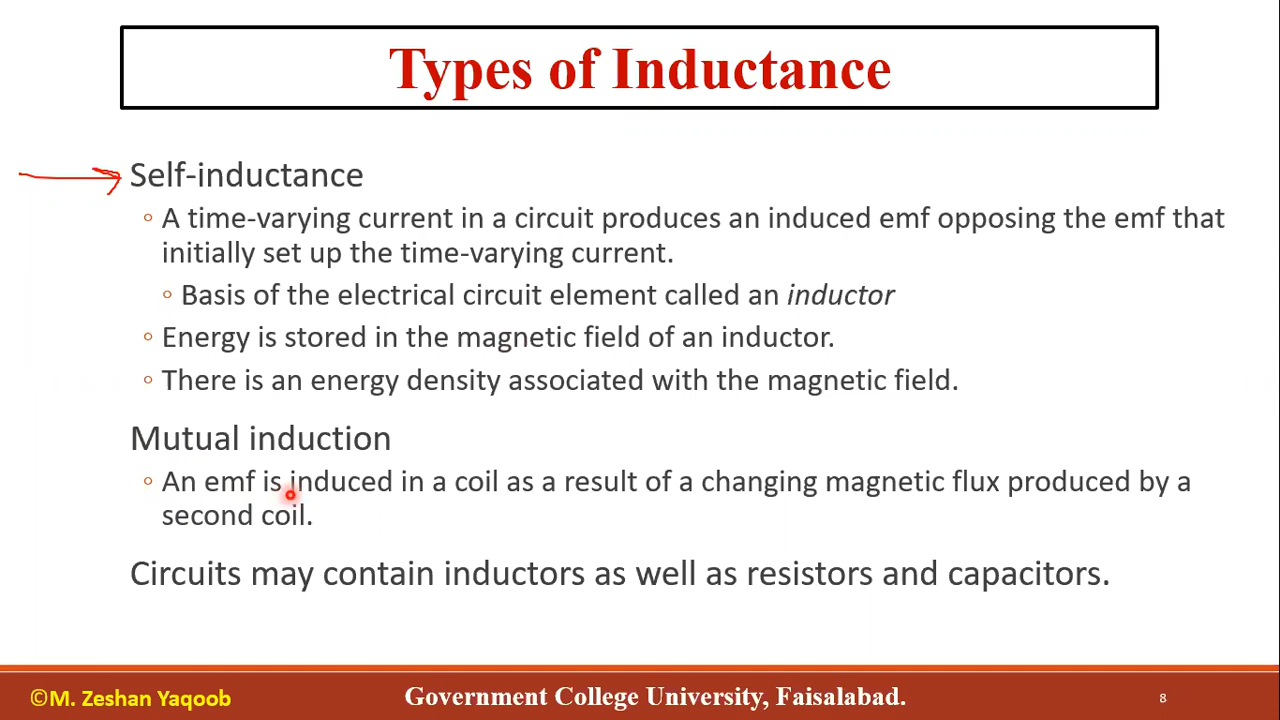 Types of Inductance
Self-inductance
◦ A time-varying current in a circuit produces an induced emf opposing the emf that
initially set up the time-varying current.
◦ Basis of the electrical circuit element called an inductor
◦ Energy is stored in the magnetic field of an inductor.
◦ There is an energy density associated with the magnetic field.
Mutual induction
◦ An emf is induced in a coil as a result of a changing magnetic flux produced by a
second coil.
Circuits may contain inductors as well as resistors and capacitors.
©M. Zeshan Yaqoob
Government College University, Faisalabad.
8